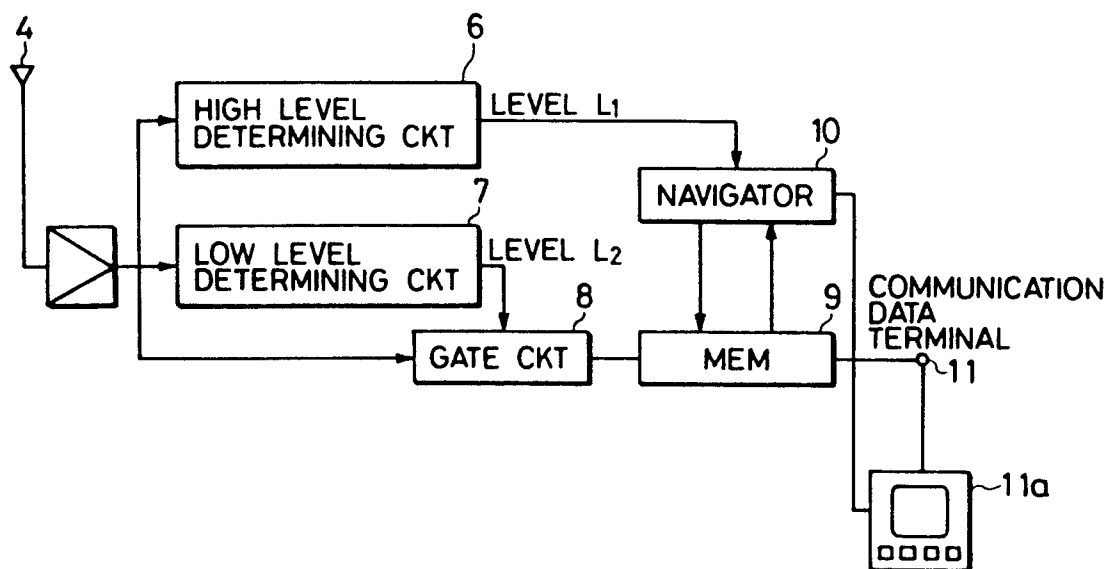 4
6
HIGH LEVEL
DETERMINING CKT
LEVEL L1
10
NAVIGATOR
7
LOW LEVEL
DETERMINING CKT
LEVEL L2
8
GATE CKT
9
MEM
COMMUNICATION
DATA
TERMINAL
11
11a